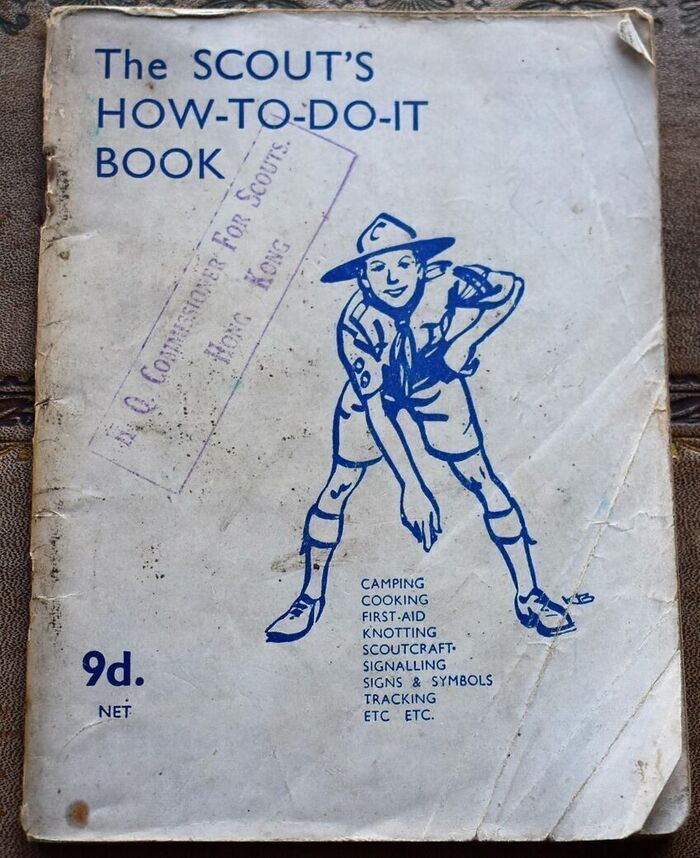 The SCOUT'S
HOW-TO-DO-IT
BOOK
H. Q. COMMISSIONER FOR SCOUTS.
HONG KONG
CAMPING
COOKING
FIRST-AID
KNOTTING
SCOUTCRAFT
SIGNALLING
SIGNS & SYMBOLS
TRACKING
ETC ETC.
9d.
NET